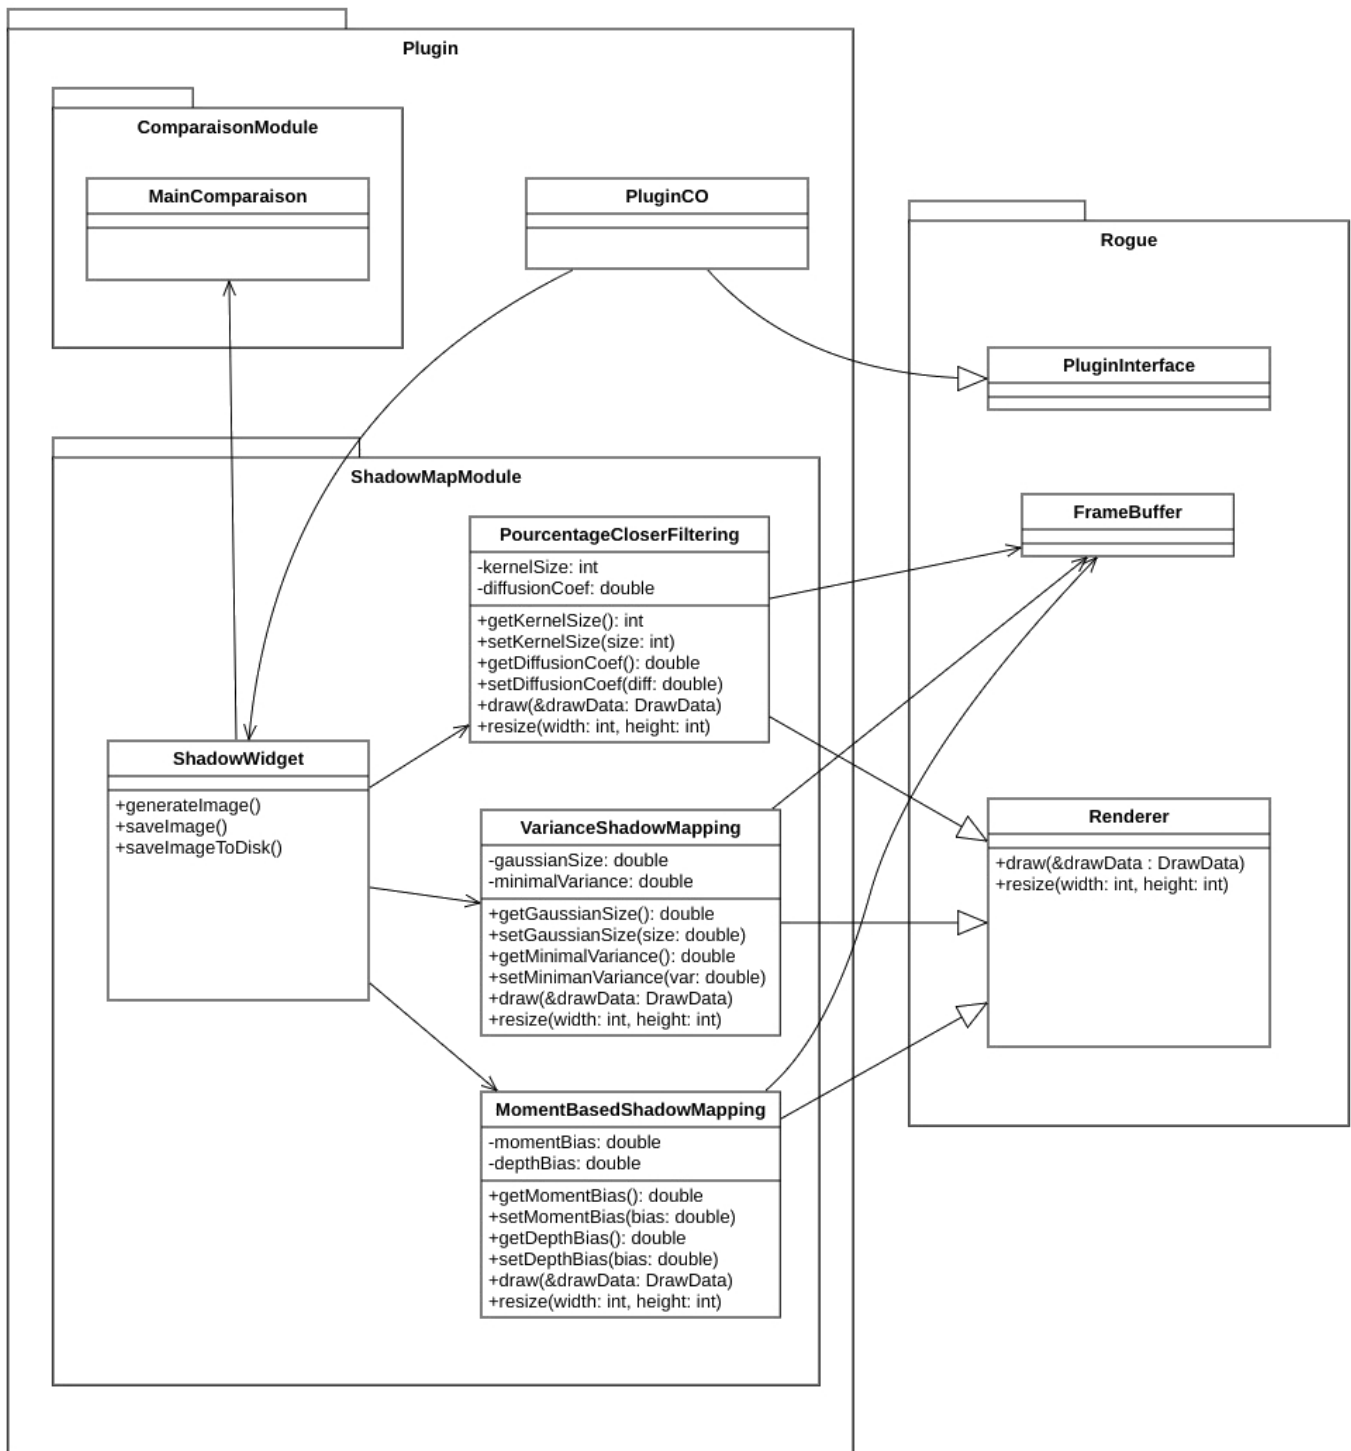 Plugin
ComparaisonModule
MainComparaison
PluginCO
Rogue
PluginInterface
FrameBuffer
Renderer
+draw(&drawData : DrawData)
+resize(width: int, height: int)
ShadowMapModule
ShadowWidget
+generateImage()
+saveImage()
+saveImageToDisk()
PourcentageCloserFiltering
-kernelSize: int
-diffusionCoef: double
+getKernelSize(): int
+setKernelSize(size: int)
+getDiffusionCoef(): double
+setDiffusionCoef(diff: double)
+draw(&drawData: DrawData)
+resize(width: int, height: int)
VarianceShadowMapping
-gaussianSize: double
-minimalVariance: double
+getGaussianSize(): double
+setGaussianSize(size: double)
+getMinimalVariance(): double
+setMinimanVariance(var: double)
+draw(&drawData: DrawData)
+resize(width: int, height: int)
MomentBasedShadowMapping
-momentBias: double
-depthBias: double
+getMomentBias(): double
+setMomentBias(bias: double)
+getDepthBias(): double
+setDepthBias(bias: double)
+draw(&drawData: DrawData)
+resize(width: int, height: int)